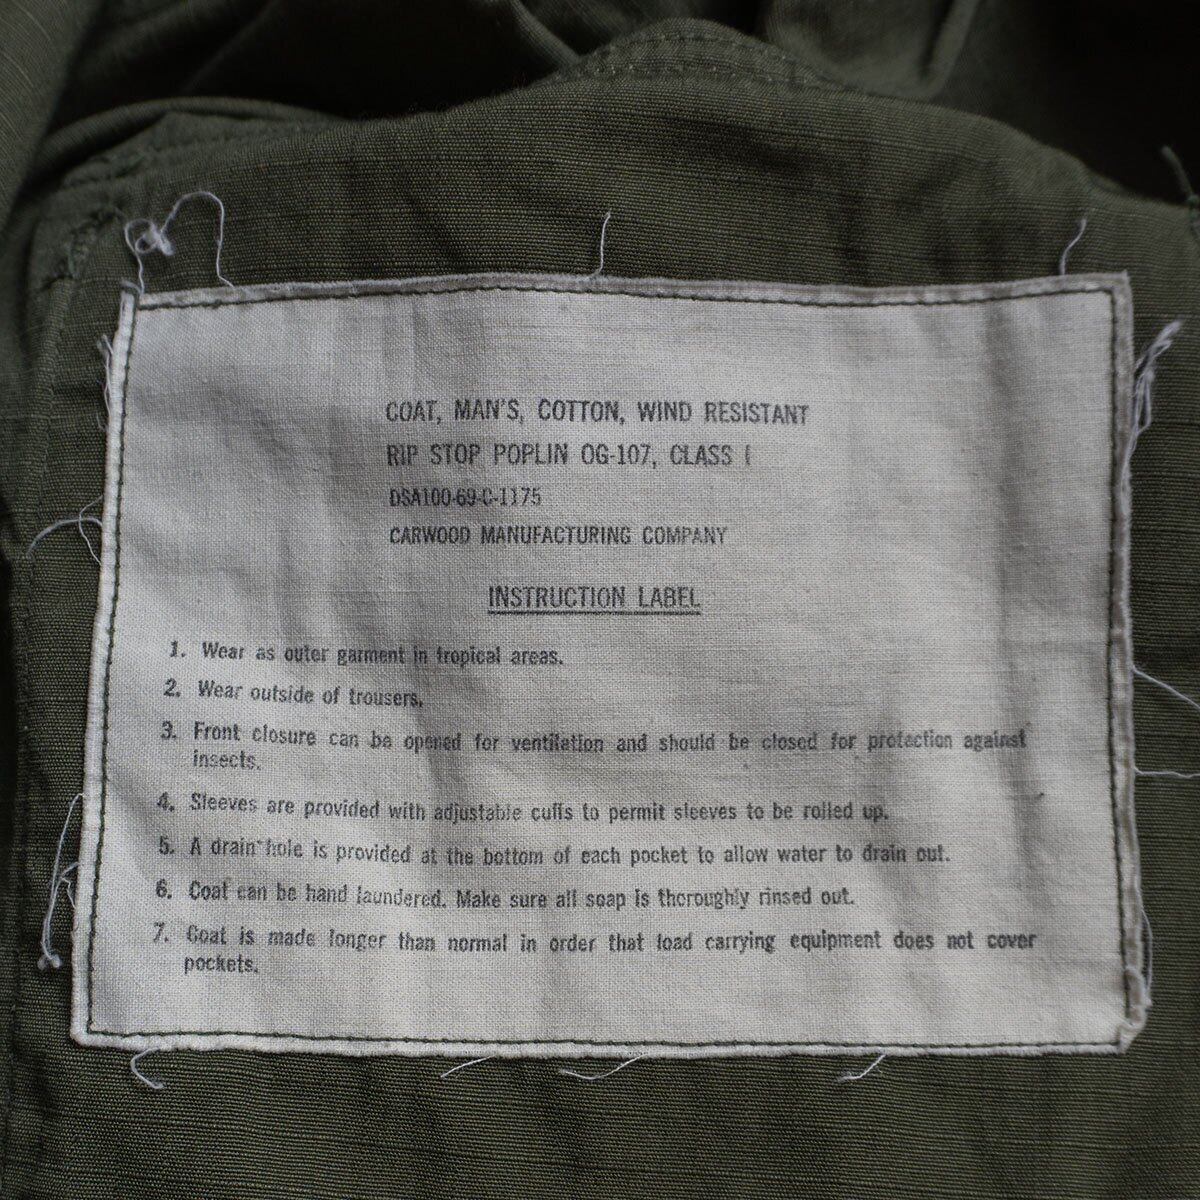 COAT, MAN'S, COTTON, WIND RESISTANT
RIP STOP POPLIN OG-107, CLASS I
DSA100-69-C-1175
CARWOOD MANUFACTURING COMPANY
INSTRUCTION LABEL
1. Wear as outer garment in tropical areas.
2. Wear outside of trousers.
3. Front closure can be opened for ventilation and should be closed for protection against
insects.
4. Sleeves are provided with adjustable cuffs to permit sleeves to be rolled up.
5. A drain hole is provided at the bottom of each pocket to allow water to drain out.
6. Coat can be hand laundered. Make sure all soap is thoroughly rinsed out.
7. Coat is made longer than normal in order that load carrying equipment does not cover
pockets.